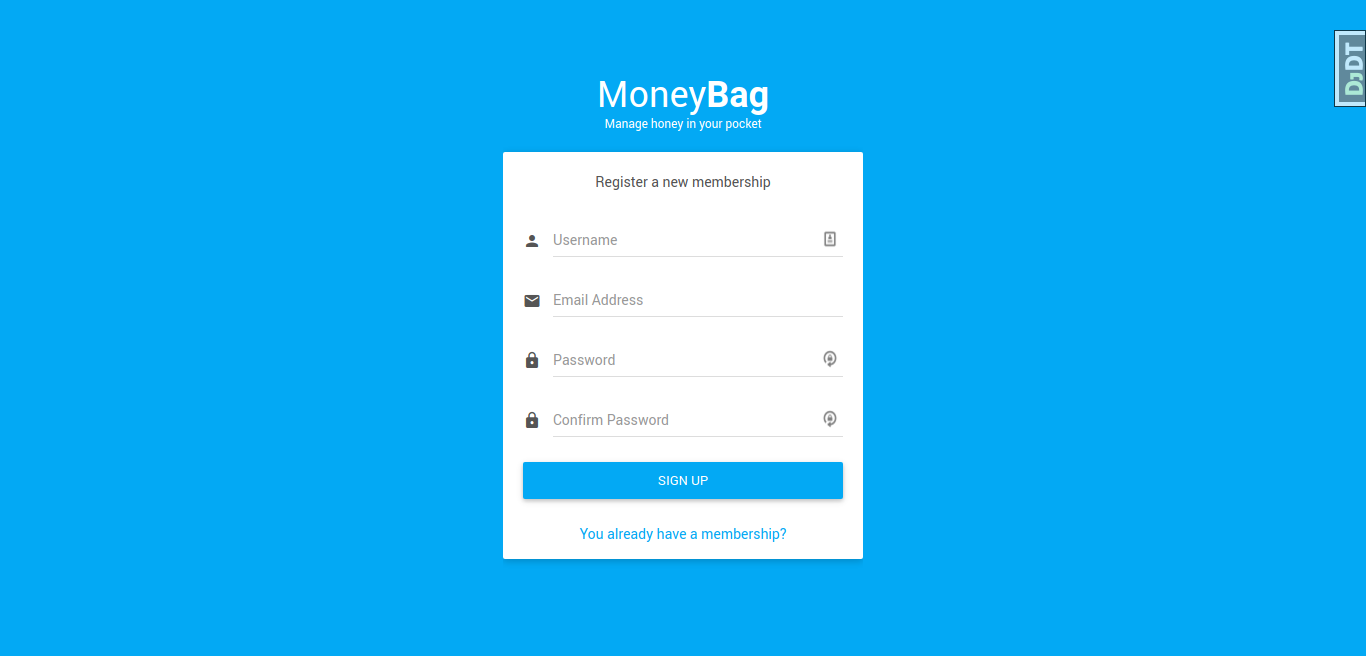 MoneyBag
Manage honey in your pocket
DJDT
Register a new membership
Username
Email Address
Password
Confirm Password
SIGN UP
You already have a membership?